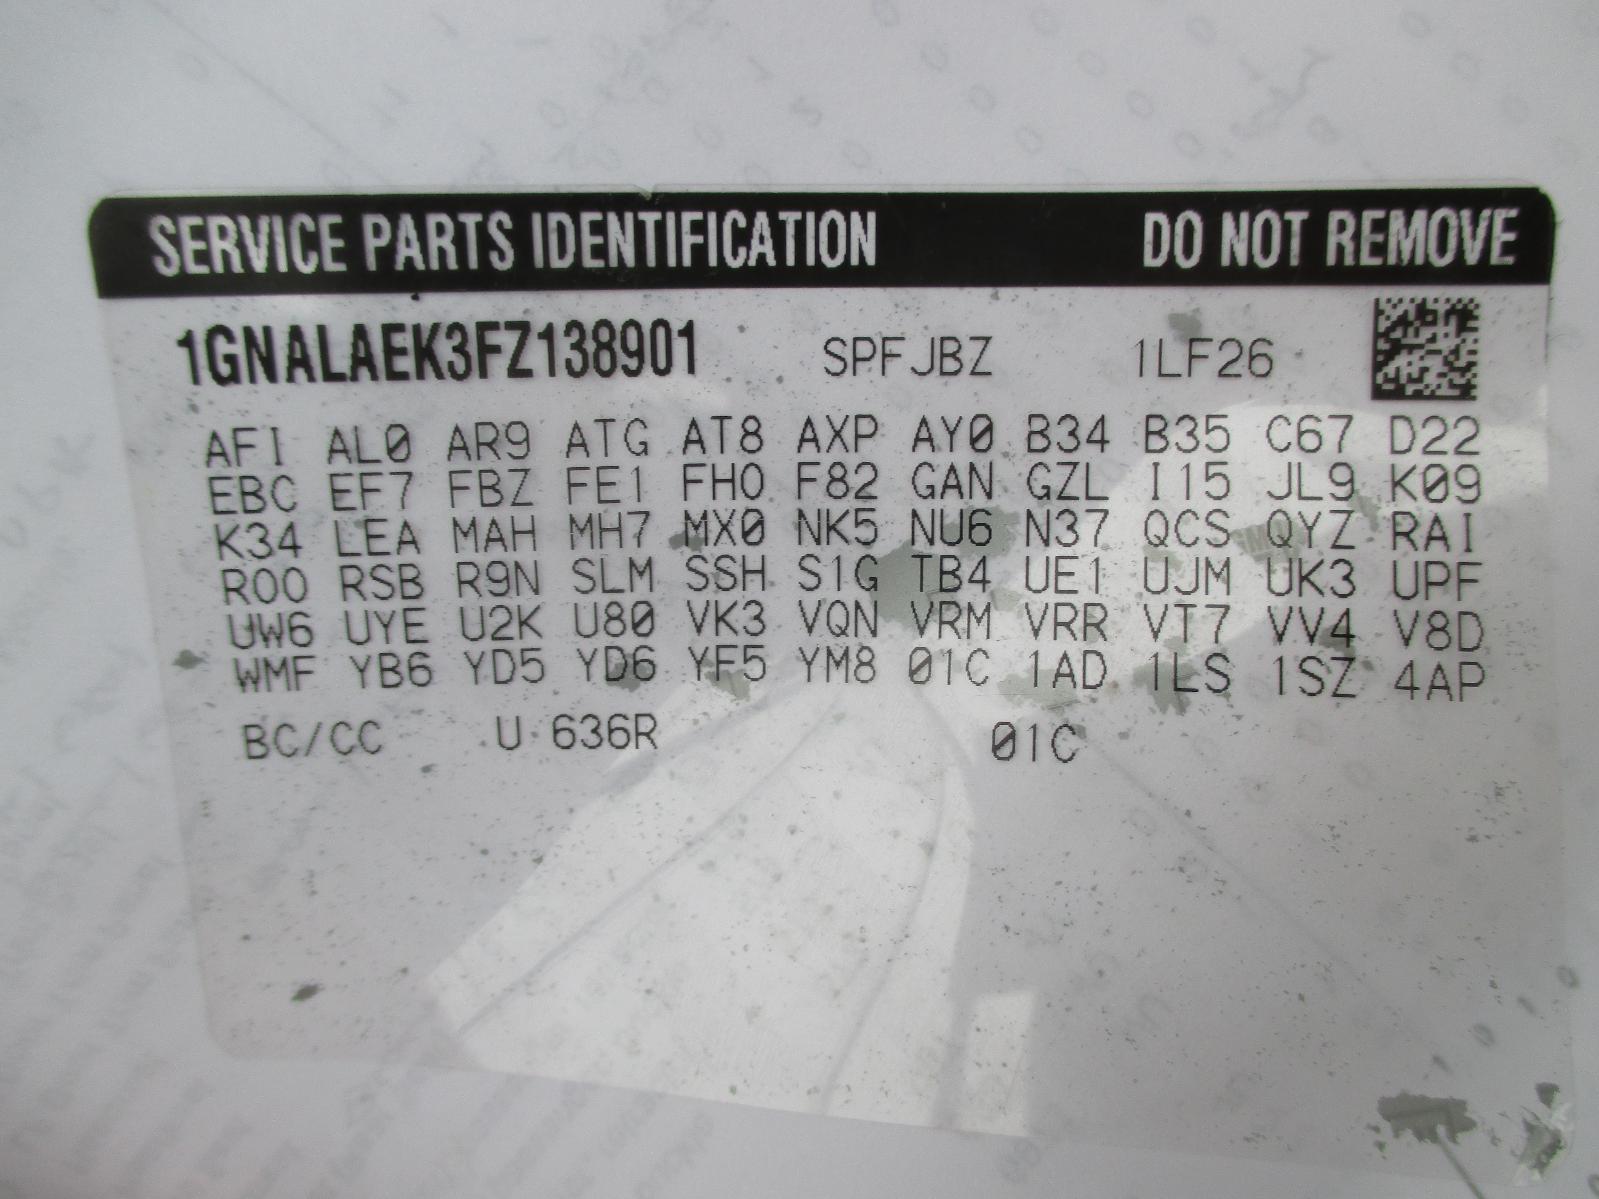 SERVICE PARTS IDENTIFICATION DO NOT REMOVE
1GNALAEK3FZ138901 SPFJBZ 1LF26
AF1 AL0 AR9 ATG AT8 AXP AY0 B34 B35 C67 D22
EBC EF7 FBZ FE1 FH0 F82 GAN GZL I15 JL9 K09
K34 LEA MAH MH7 MX0 NK5 NU6 N37 QCS QYZ RAI
R00 RSB R9N SLM SSH S1G TB4 UE1 UJM UK3 UPF
UW6 UYE U2K U80 VK3 VQN VRM VRR VT7 VV4 V8D
WMF YB6 YD5 YD6 YF5 YM8 01C 1AD 1LS 1SZ 4AP
BC/CC U 636R 01C